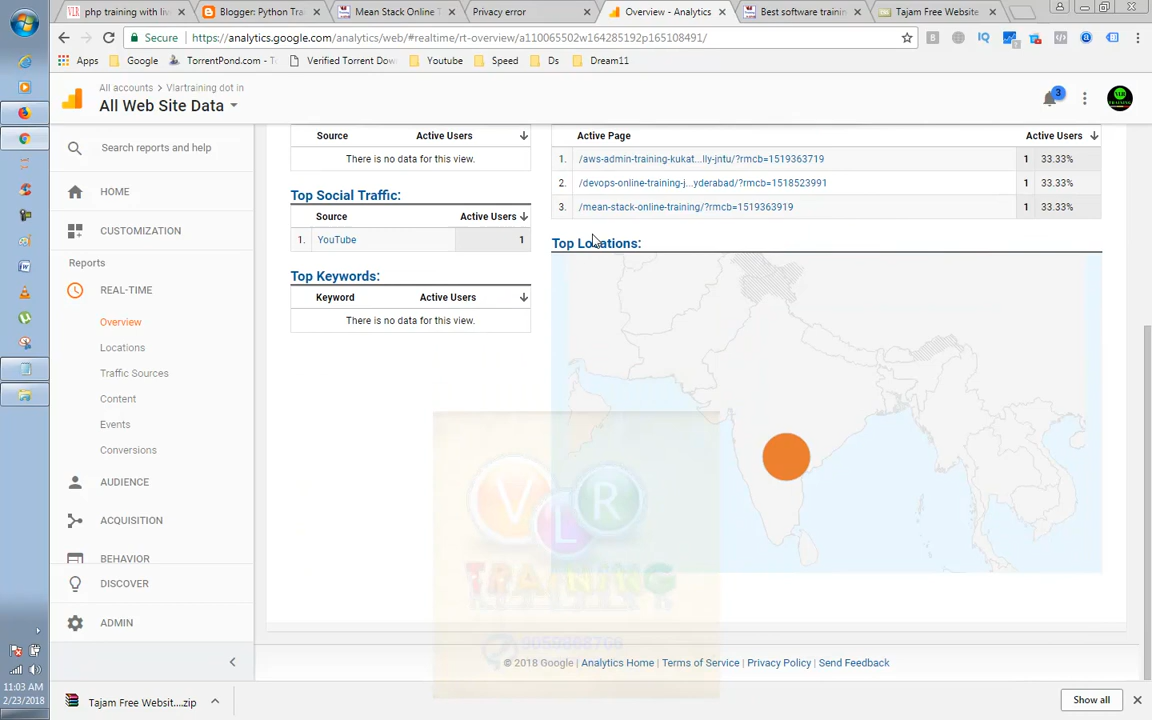 php training with liv
Blogger: Python Tra
Mean Stack Online T
Privacy error
Overview - Analytics
Best software trainin
Tajam Free Website
Secure
https://analytics.google.com/analytics/web/#realtime/rt-overview/a110065502w164285192p165108491/
Apps
Google
TorrentPond.com - T
Verified Torrent Dow
Youtube
Speed
Ds
Dream11
All accounts > Vlartraining dot in
All Web Site Data
3
Search reports and help
HOME
CUSTOMIZATION
Reports
REAL-TIME
Overview
Locations
Traffic Sources
Content
Events
Conversions
AUDIENCE
ACQUISITION
BEHAVIOR
DISCOVER
ADMIN
Source Active Users
There is no data for this view.
Top Social Traffic:
Source Active Users
1. YouTube 1
Top Keywords:
Keyword Active Users
There is no data for this view.
Active Page Active Users
1. /aws-admin-training-kukat...lly-jntu/?rmcb=1519363719 1 33.33%
2. /devops-online-training-j...yderabad/?rmcb=1518523991 1 33.33%
3. /mean-stack-online-training/?rmcb=1519363919 1 33.33%
Top Locations:
V L R
TRAINING
© 2018 Google | Analytics Home | Terms of Service | Privacy Policy | Send Feedback
11:03 AM
2/23/2018
Tajam Free Websit....zip
Show all